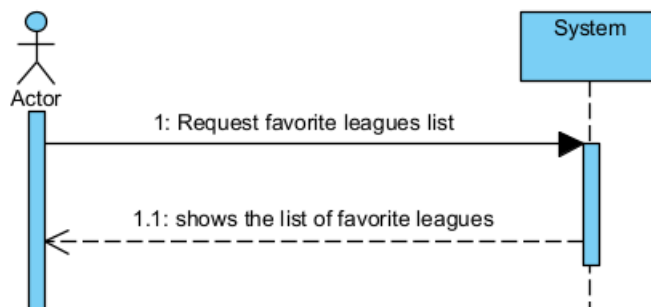 System
Actor
1: Request favorite leagues list
1.1: shows the list of favorite leagues